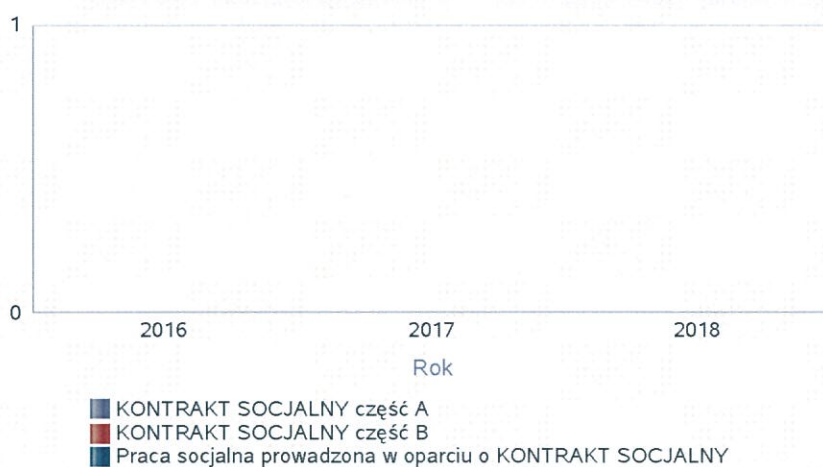 1
0
2016 2017 2018
Rok
KONTRAKT SOCJALNY część A
KONTRAKT SOCJALNY część B
Praca socjalna prowadzona w oparciu o KONTRAKT SOCJALNY